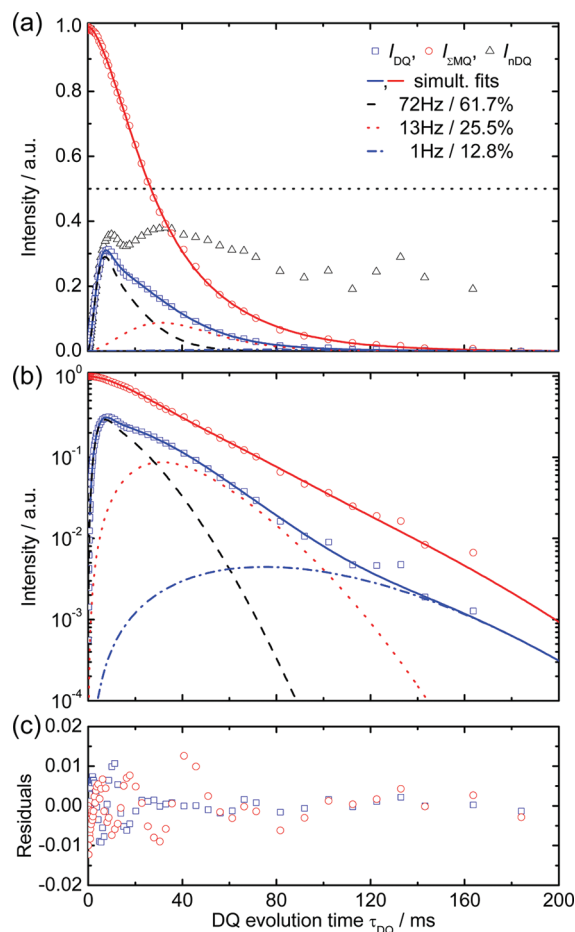 (a)
1.0
0.8
0.6
0.4
0.2
0.0
Intensity / a.u.
I_DQ, I_ΣMQ, I_nDQ
, simult. fits
72Hz / 61.7%
13Hz / 25.5%
1Hz / 12.8%
(b)
10^0
10^-1
10^-2
10^-3
10^-4
Intensity / a.u.
(c)
0.02
0.01
0.00
-0.01
-0.02
Residuals
0 40 80 120 160 200
DQ evolution time τ_DQ / ms